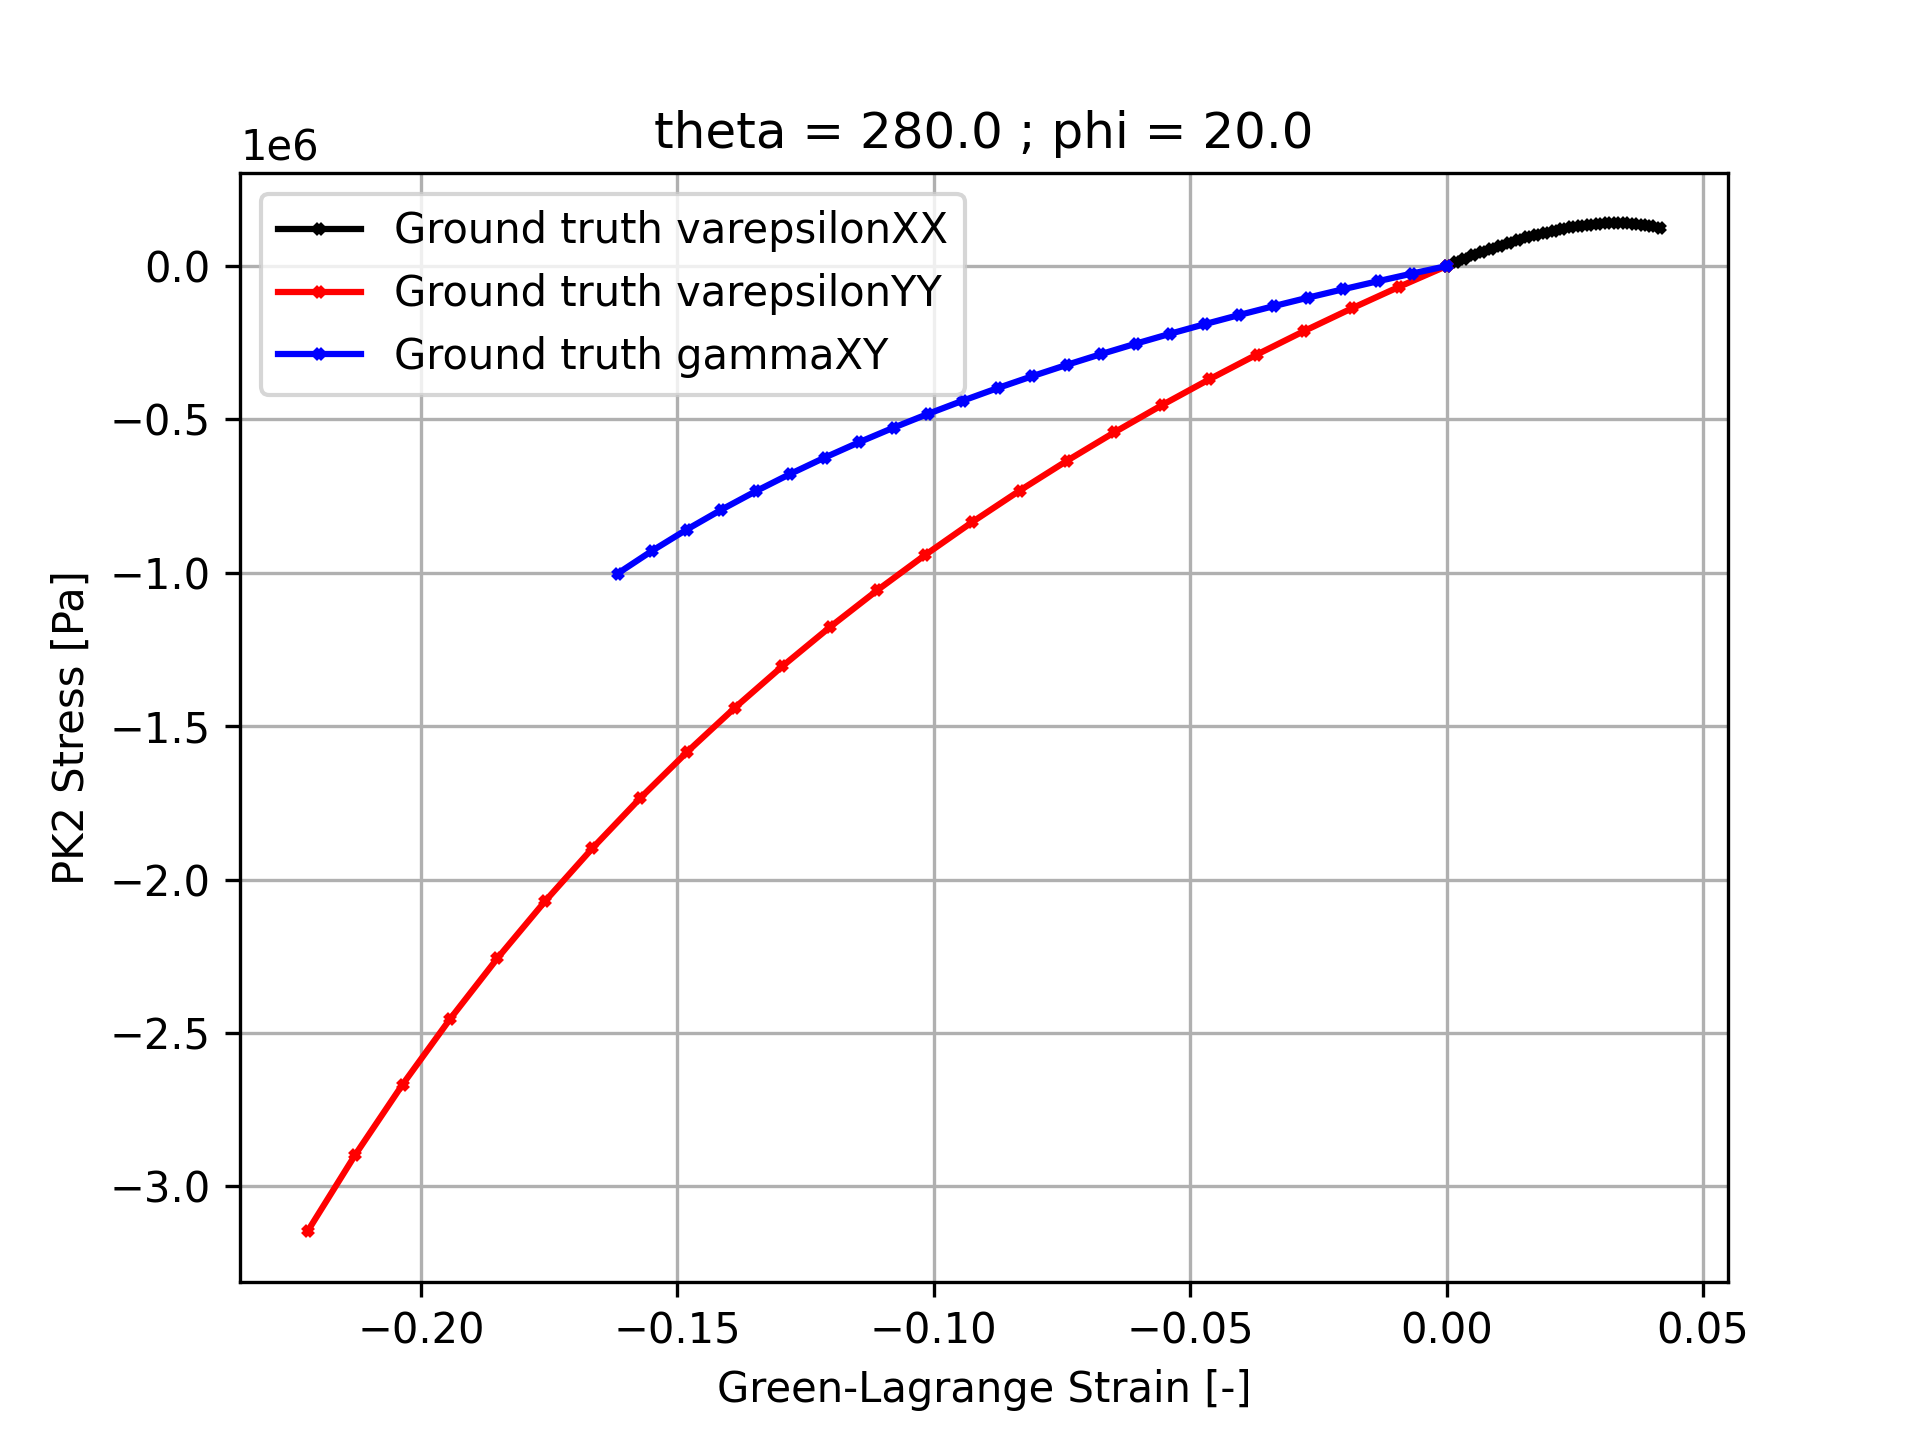 theta = 280.0 ; phi = 20.0
1e6
Ground truth varepsilonXX
Ground truth varepsilonYY
Ground truth gammaXY
0.0
−0.5
−1.0
−1.5
−2.0
−2.5
−3.0
PK2 Stress [Pa]
−0.20 −0.15 −0.10 −0.05 0.00 0.05
Green-Lagrange Strain [-]